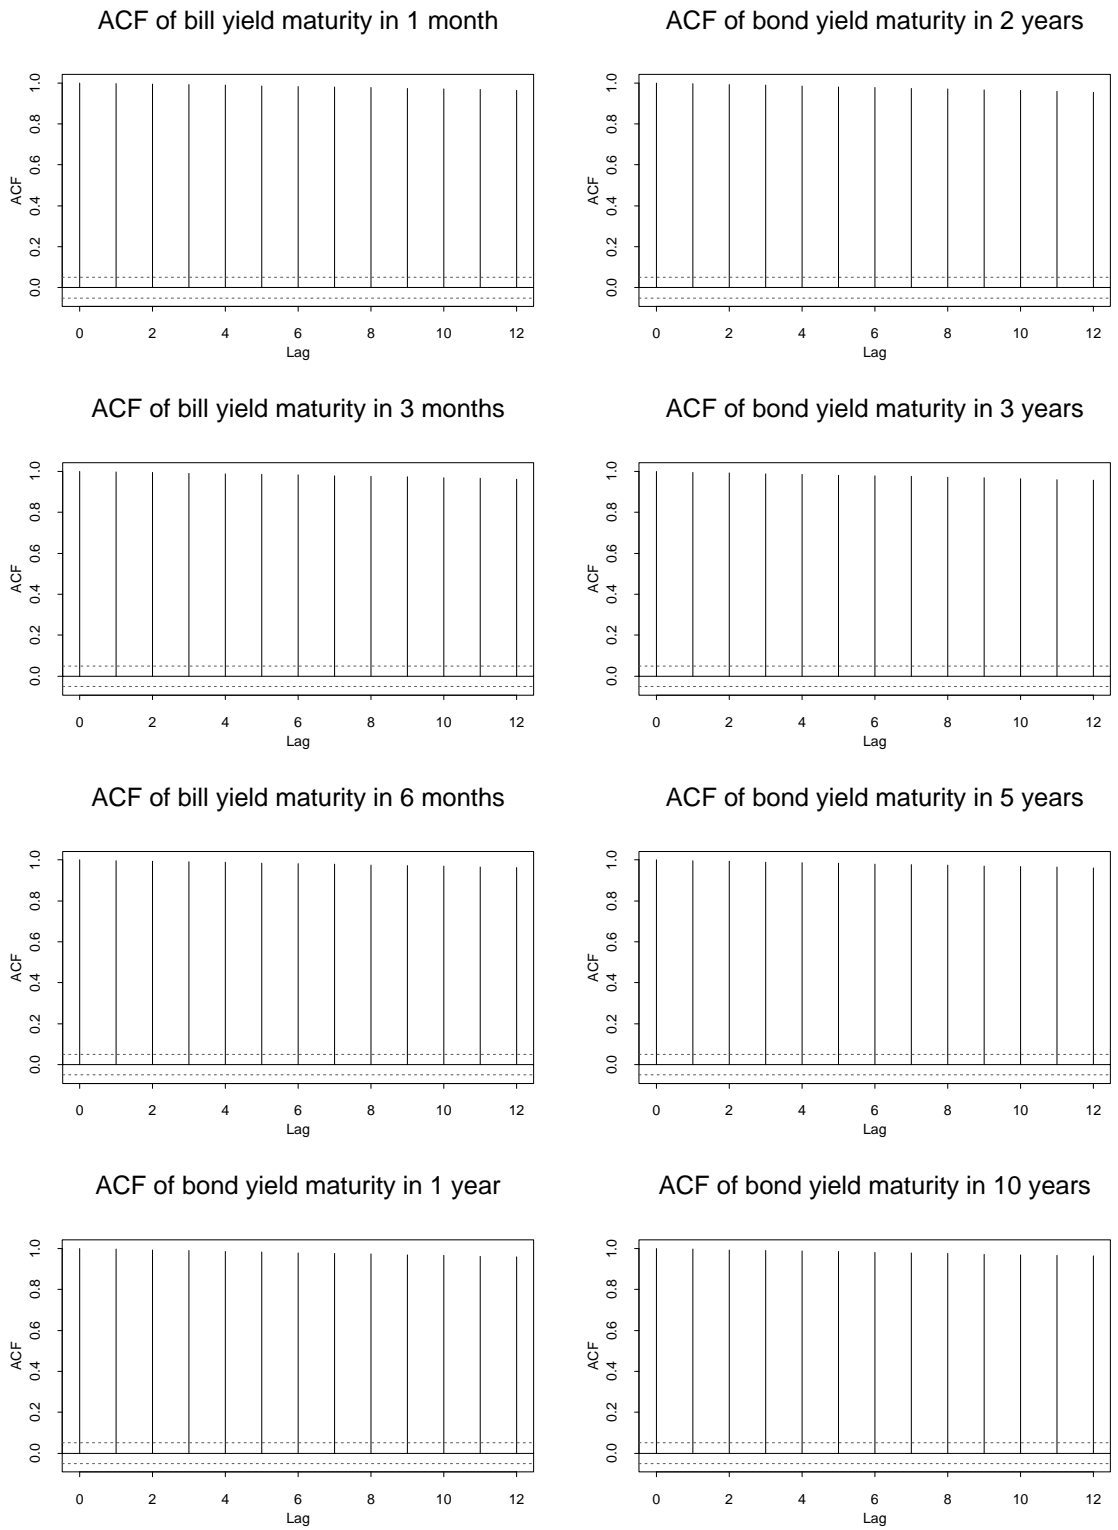 ACF of bill yield maturity in 1 month
ACF
0.0 0.2 0.4 0.6 0.8 1.0
0 2 4 6 8 10 12
Lag
ACF of bond yield maturity in 2 years
ACF
0.0 0.2 0.4 0.6 0.8 1.0
0 2 4 6 8 10 12
Lag
ACF of bill yield maturity in 3 months
ACF
0.0 0.2 0.4 0.6 0.8 1.0
0 2 4 6 8 10 12
Lag
ACF of bond yield maturity in 3 years
ACF
0.0 0.2 0.4 0.6 0.8 1.0
0 2 4 6 8 10 12
Lag
ACF of bill yield maturity in 6 months
ACF
0.0 0.2 0.4 0.6 0.8 1.0
0 2 4 6 8 10 12
Lag
ACF of bond yield maturity in 5 years
ACF
0.0 0.2 0.4 0.6 0.8 1.0
0 2 4 6 8 10 12
Lag
ACF of bond yield maturity in 1 year
ACF
0.0 0.2 0.4 0.6 0.8 1.0
0 2 4 6 8 10 12
Lag
ACF of bond yield maturity in 10 years
ACF
0.0 0.2 0.4 0.6 0.8 1.0
0 2 4 6 8 10 12
Lag